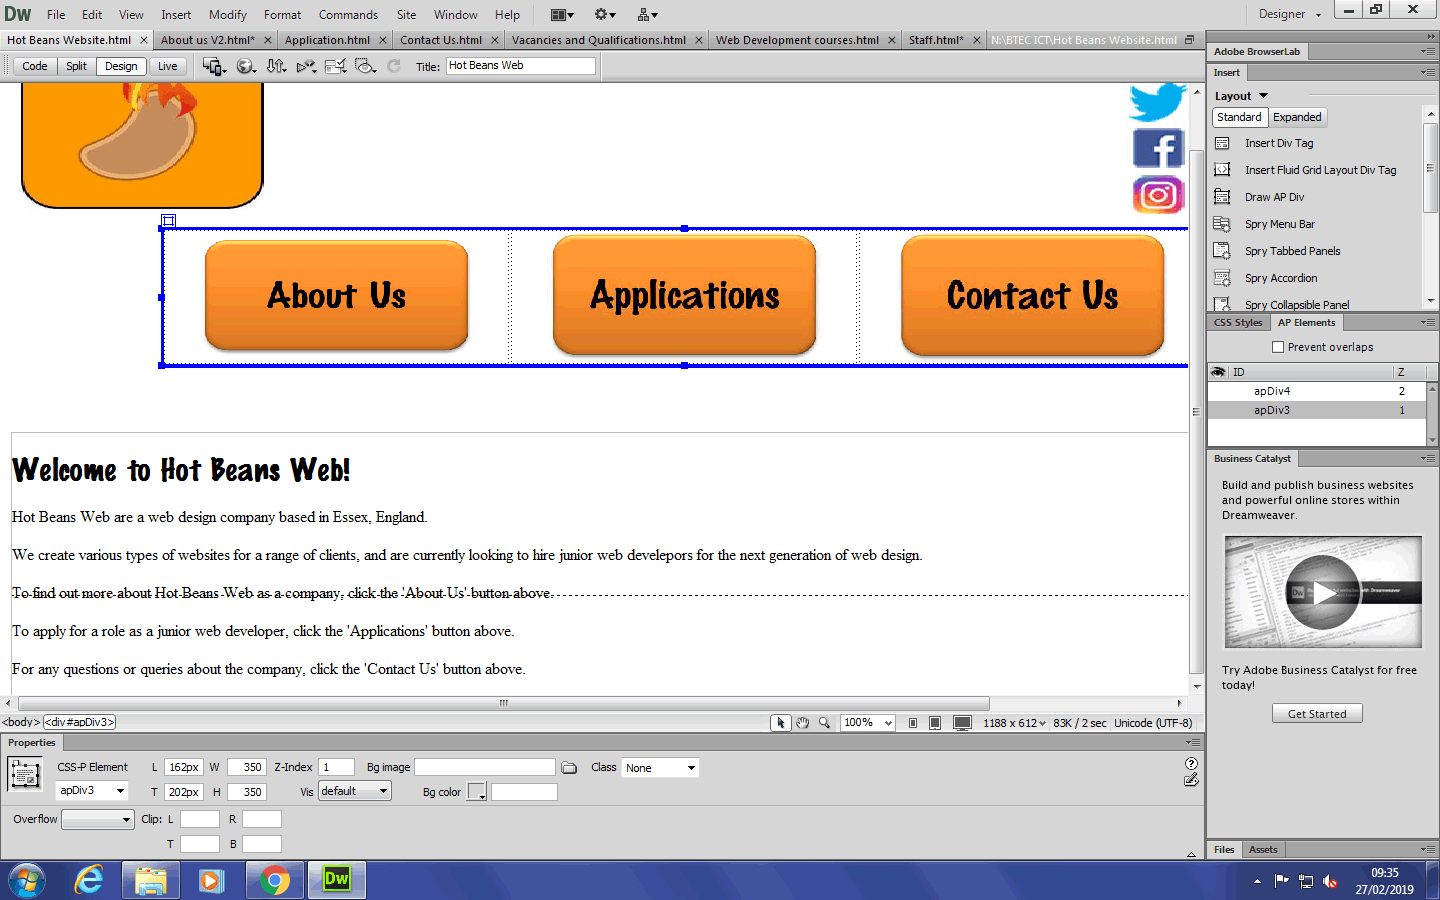 Dw File Edit View Insert Modify Format Commands Site Window Help Designer
Hot Beans Website.html About us V2.html* Application.html Contact Us.html Vacancies and Qualifications.html Web Development courses.html Staff.html* N:\BTEC ICT\Hot Beans Website.html
Code Split Design Live Title: Hot Beans Web
Adobe BrowserLab
Insert
Layout
Standard Expanded
Insert Div Tag
Insert Fluid Grid Layout Div Tag
Draw AP Div
Spry Menu Bar
Spry Tabbed Panels
Spry Accordion
Spry Collapsible Panel
CSS Styles AP Elements
Prevent overlaps
ID Z
apDiv4 2
apDiv3 1
Business Catalyst
Build and publish business websites
and powerful online stores within
Dreamweaver.
Try Adobe Business Catalyst for free
today!
Get Started
Files Assets
About Us Applications Contact Us
Welcome to Hot Beans Web!
Hot Beans Web are a web design company based in Essex, England.
We create various types of websites for a range of clients, and are currently looking to hire junior web develepors for the next generation of web design.
To find out more about Hot Beans Web as a company, click the 'About Us' button above.
To apply for a role as a junior web developer, click the 'Applications' button above.
For any questions or queries about the company, click the 'Contact Us' button above.
<body> <div#apDiv3> 100% 1188 x 612 83K / 2 sec Unicode (UTF-8)
Properties
CSS-P Element L 162px W 350 Z-Index 1 Bg image Class None
apDiv3 T 202px H 350 Vis default Bg color
Overflow Clip: L R
T B
Dw
09:35
27/02/2019